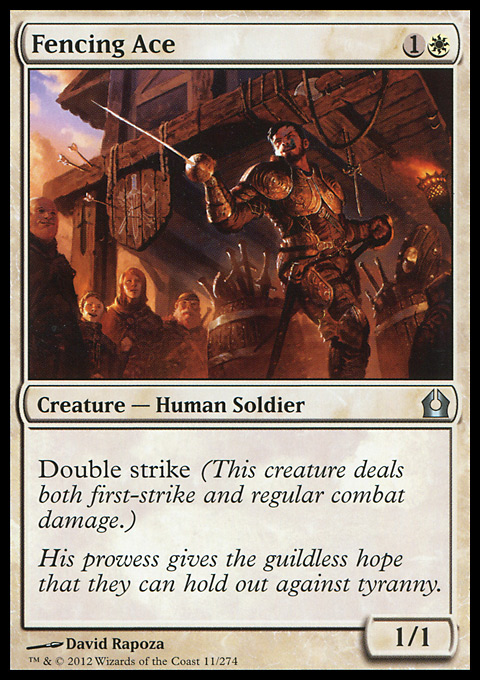 Fencing Ace 1
Creature — Human Soldier
Double strike (This creature deals
both first-strike and regular combat
damage.)
His prowess gives the guildless hope
that they can hold out against tyranny.
David Rapoza
1/1
™ & © 2012 Wizards of the Coast 11/274